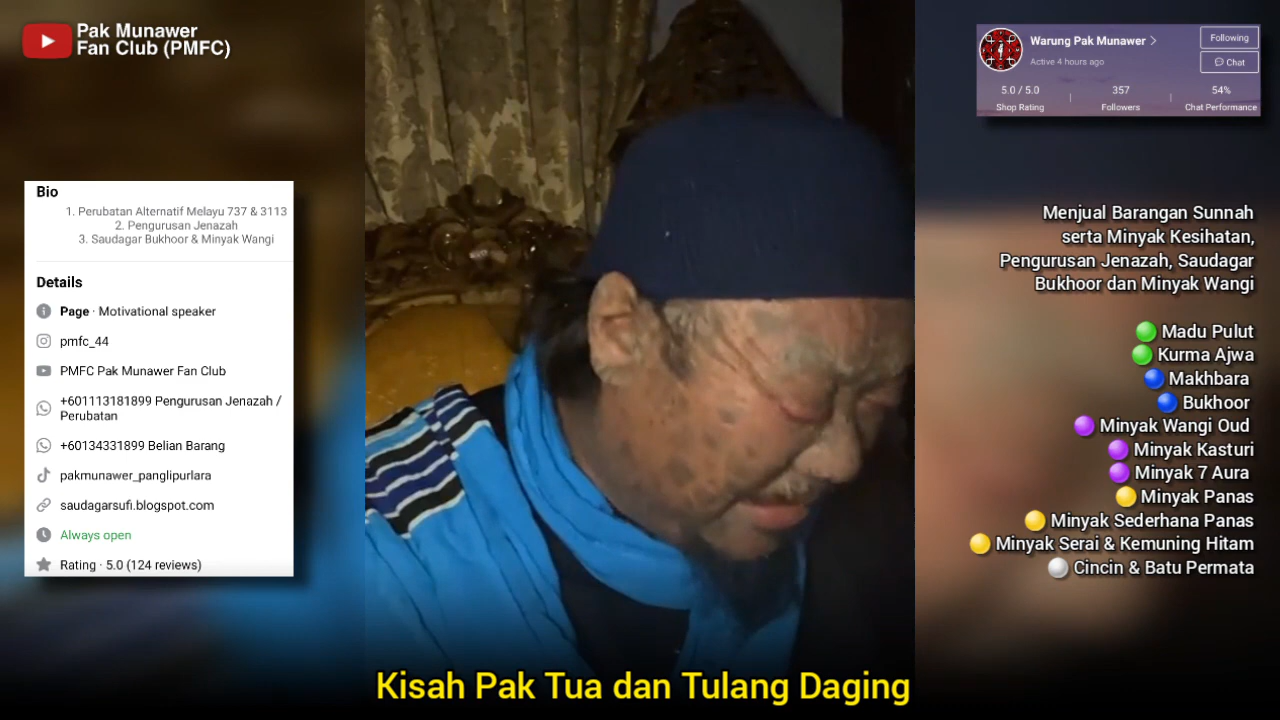 Pak Munawer
Fan Club (PMFC)
Bio
1. Perubatan Alternatif Melayu 737 & 3113
2. Pengurusan Jenazah
3. Saudagar Bukhoor & Minyak Wangi
Details
Page · Motivational speaker
pmfc_44
PMFC Pak Munawer Fan Club
+601113181899 Pengurusan Jenazah /
Perubatan
+60134331899 Belian Barang
pakmunawer_panglipurlara
saudagarsufi.blogspot.com
Always open
Rating · 5.0 (124 reviews)
Kisah Pak Tua dan Tulang Daging
Warung Pak Munawer >
Active 4 hours ago
Following
Chat
5.0 / 5.0
Shop Rating
357
Followers
54%
Chat Performance
Menjual Barangan Sunnah
serta Minyak Kesihatan,
Pengurusan Jenazah, Saudagar
Bukhoor dan Minyak Wangi
Madu Pulut
Kurma Ajwa
Makhbara
Bukhoor
Minyak Wangi Oud
Minyak Kasturi
Minyak 7 Aura
Minyak Panas
Minyak Sederhana Panas
Minyak Serai & Kemuning Hitam
Cincin & Batu Permata